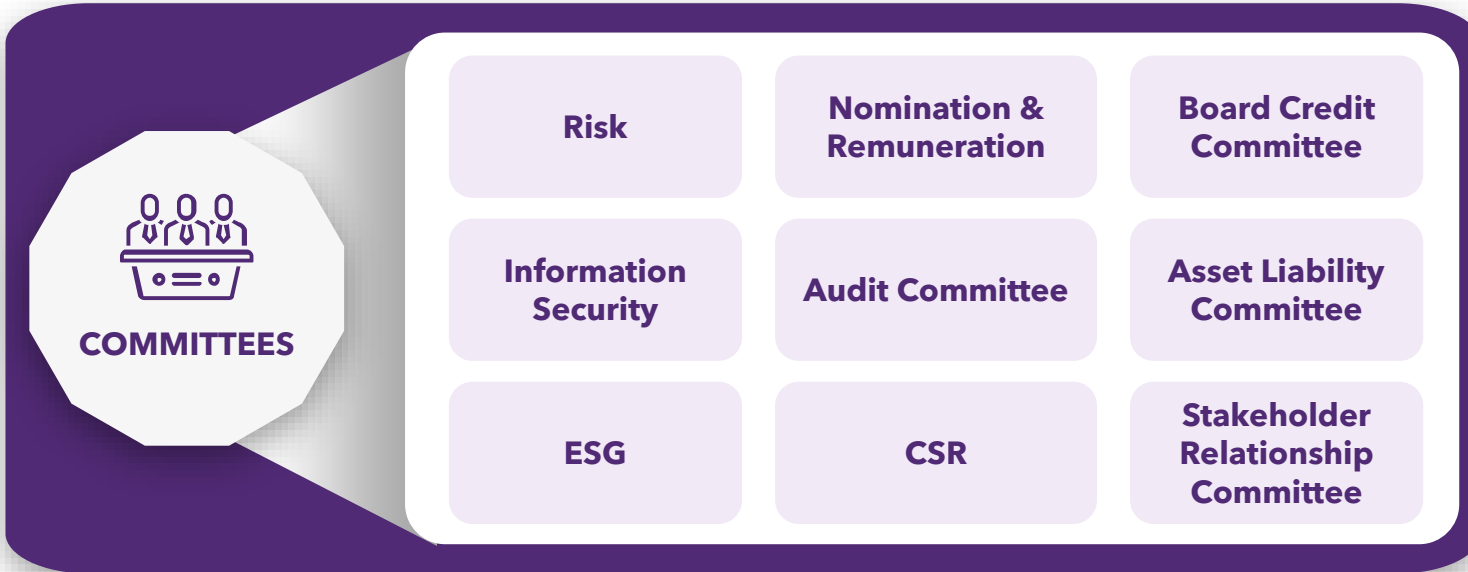 COMMITTEES
Risk
Nomination &
Remuneration
Board Credit
Committee
Information
Security
Audit Committee
Asset Liability
Committee
ESG
CSR
Stakeholder
Relationship
Committee